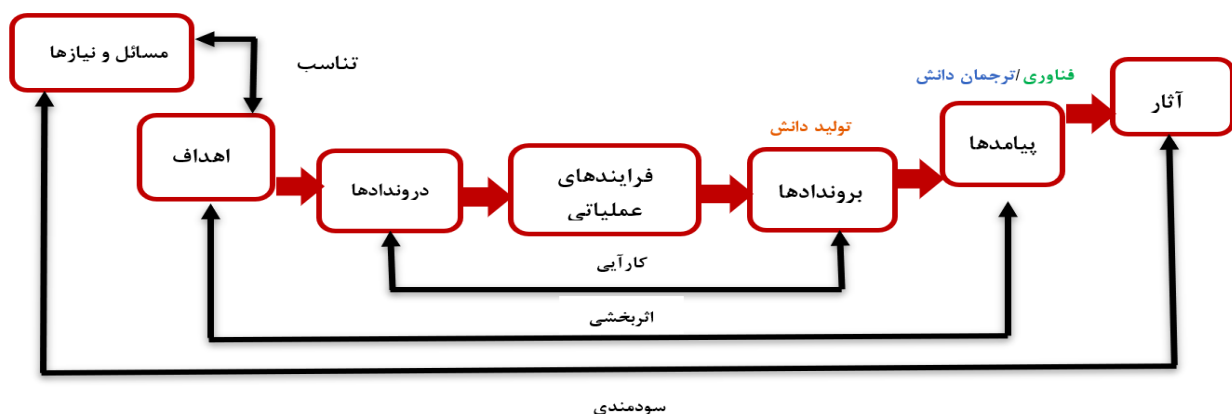 مسائل و نیازها
تناسب
اهداف
دروندادها
فرایندهای
عملیاتی
تولید دانش
بروندادها
فناوری/ترجمان دانش
پیامدها
آثار
کارآیی
اثربخشی
سودمندی